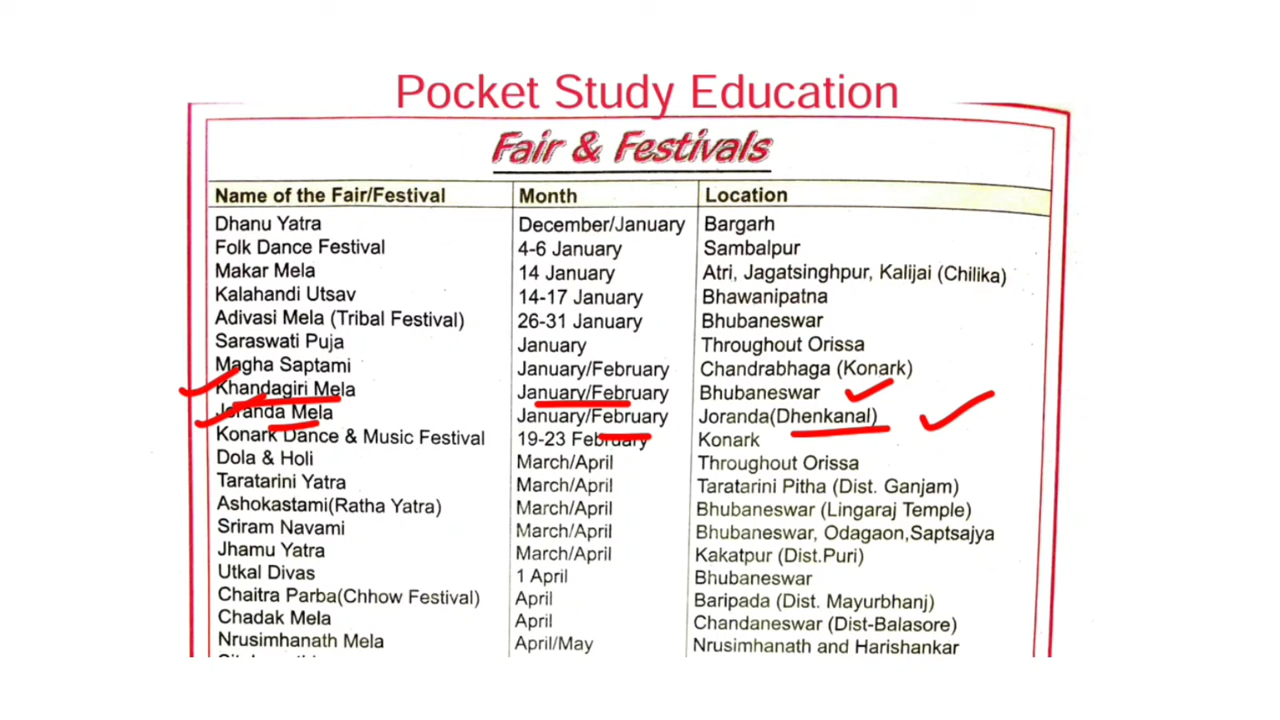 Pocket Study Education
Fair & Festivals
Name of the Fair/Festival Month Location
Dhanu Yatra December/January Bargarh
Folk Dance Festival 4-6 January Sambalpur
Makar Mela 14 January Atri, Jagatsinghpur, Kalijai (Chilika)
Kalahandi Utsav 14-17 January Bhawanipatna
Adivasi Mela (Tribal Festival) 26-31 January Bhubaneswar
Saraswati Puja January Throughout Orissa
Magha Saptami January/February Chandrabhaga (Konark)
Khandagiri Mela January/February Bhubaneswar
Joranda Mela January/February Joranda(Dhenkanal)
Konark Dance & Music Festival 19-23 February Konark
Dola & Holi March/April Throughout Orissa
Taratarini Yatra March/April Taratarini Pitha (Dist. Ganjam)
Ashokastami(Ratha Yatra) March/April Bhubaneswar (Lingaraj Temple)
Sriram Navami March/April Bhubaneswar, Odagaon,Saptsajya
Jhamu Yatra March/April Kakatpur (Dist.Puri)
Utkal Divas 1 April Bhubaneswar
Chaitra Parba(Chhow Festival) April Baripada (Dist. Mayurbhanj)
Chadak Mela April Chandaneswar (Dist-Balasore)
Nrusimhanath Mela April/May Nrusimhanath and Harishankar